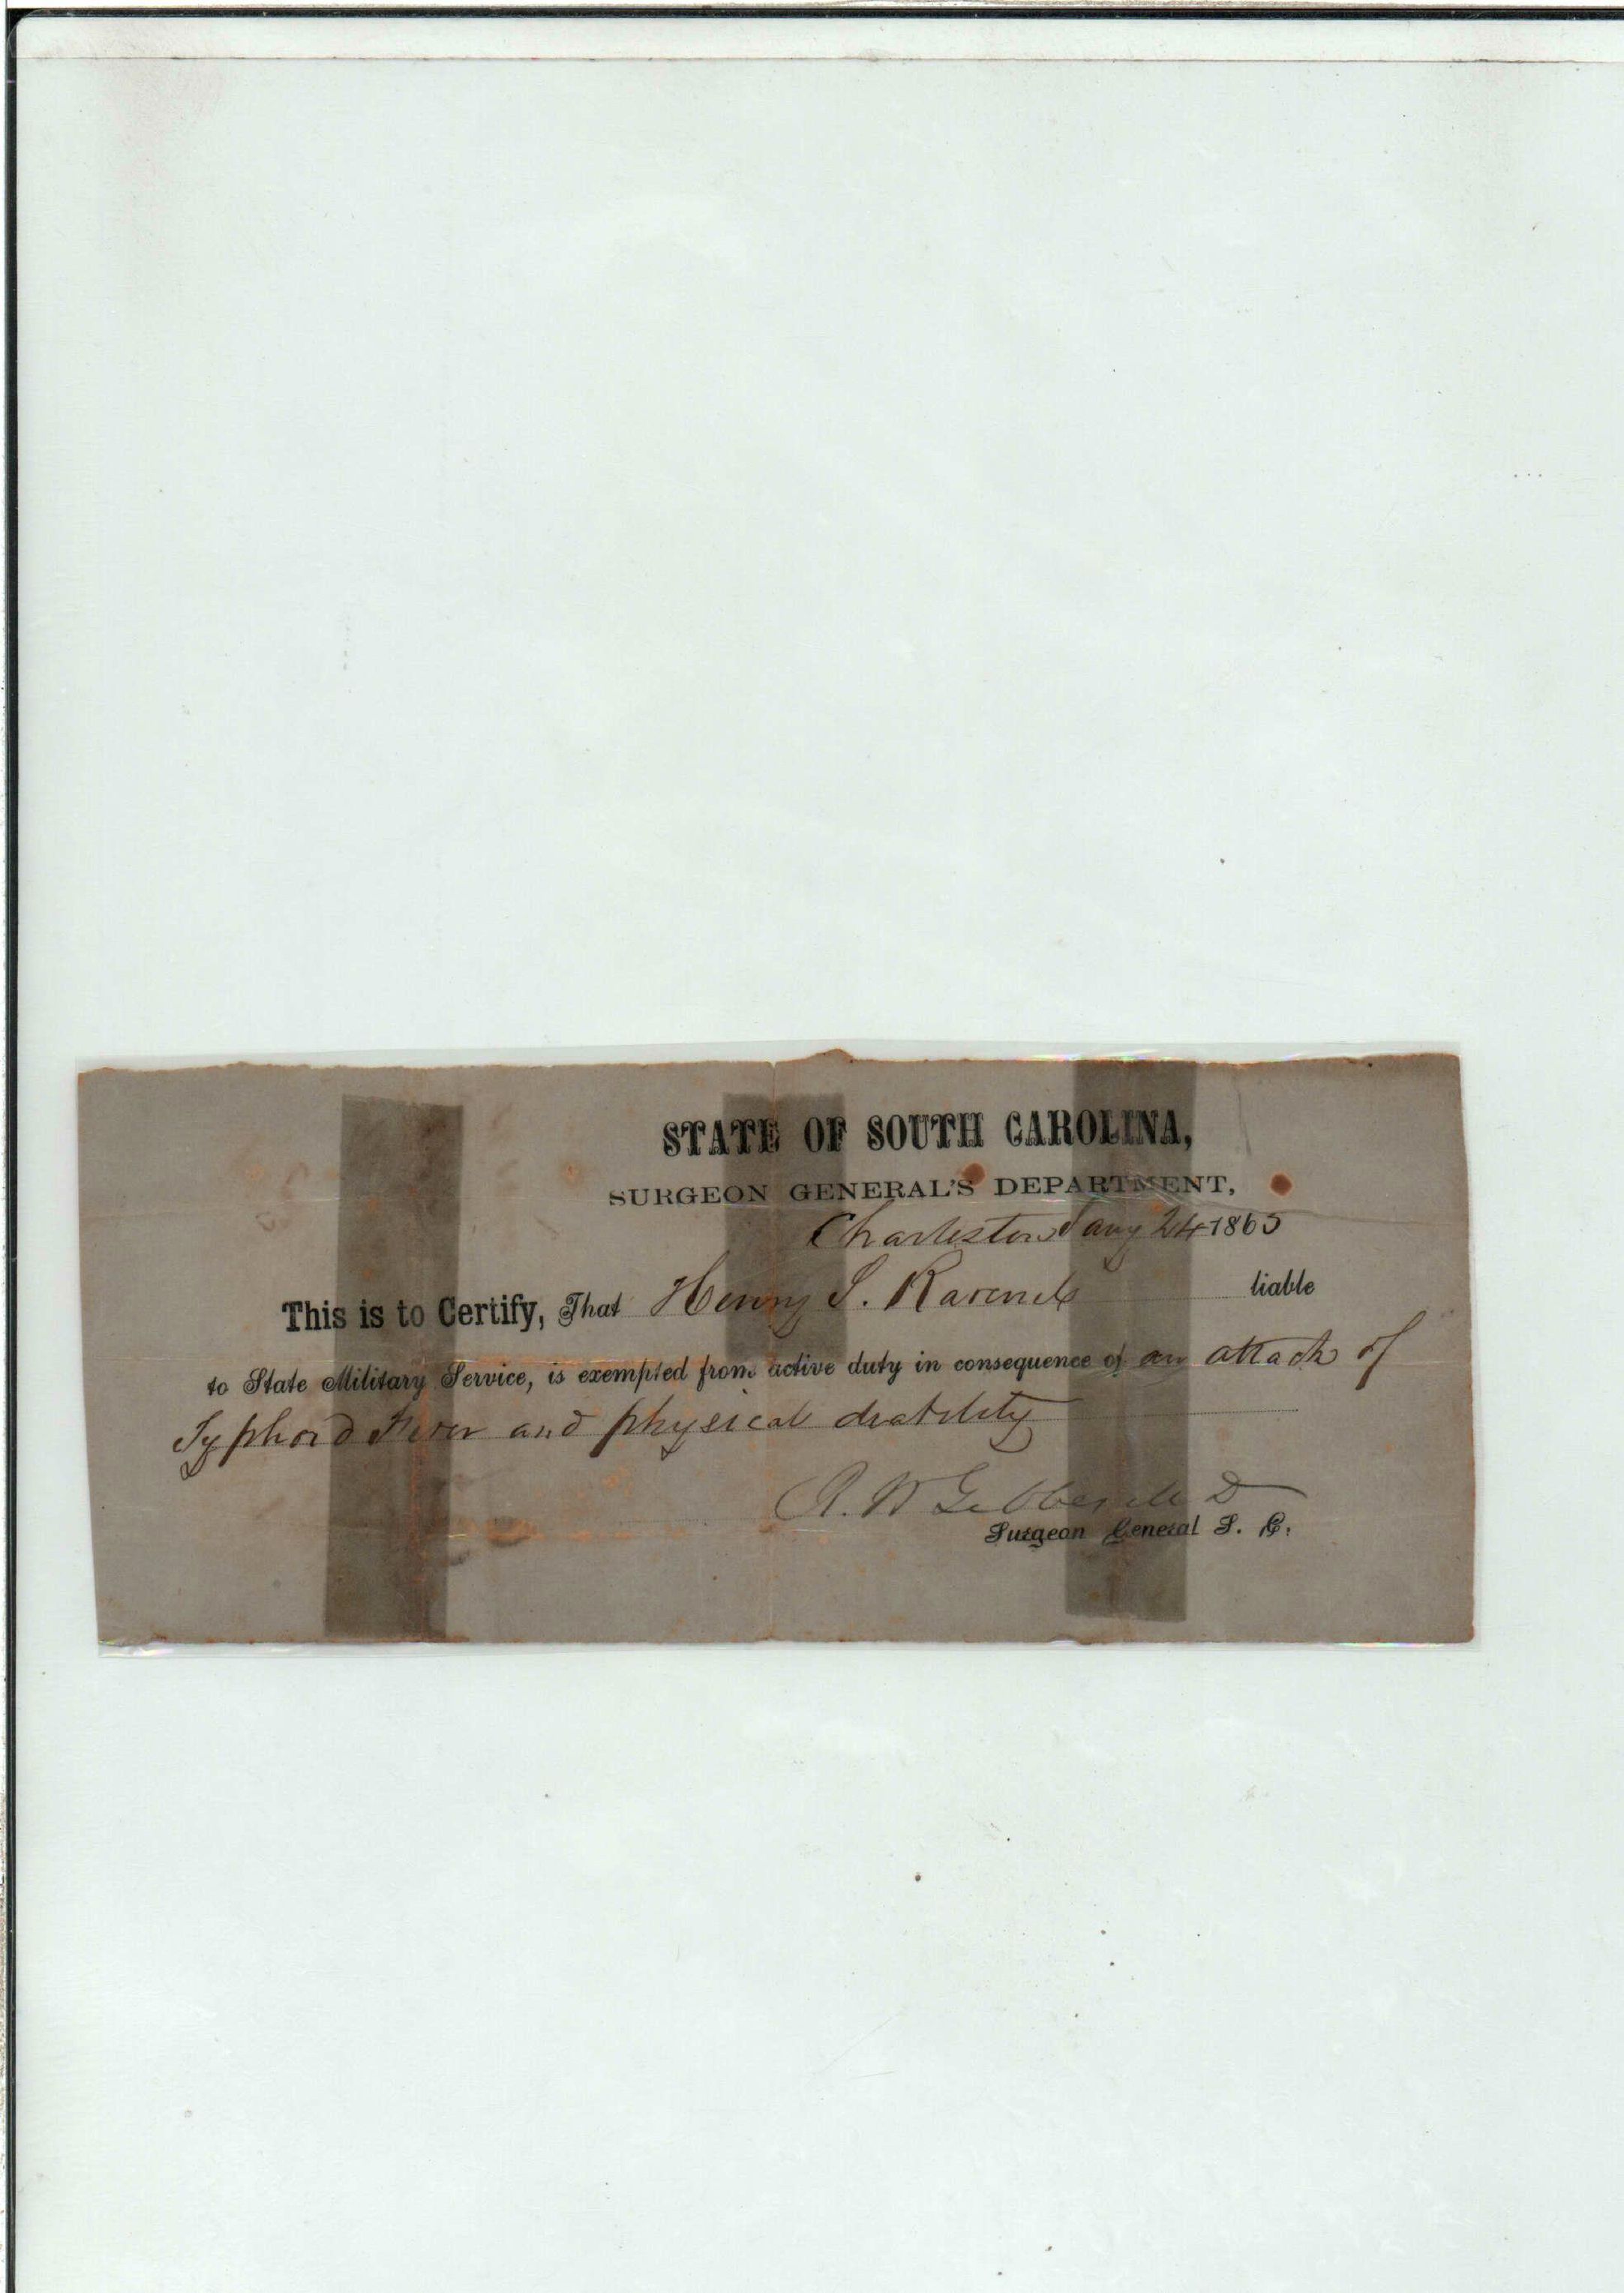 STATE OF SOUTH CAROLINA,
SURGEON GENERAL'S DEPARTMENT,
Charleston Jany 24 1865
This is to Certify, That Henry S. Ravenel liable
to State Military Service, is exempted from active duty in consequence of an attack of
Typhoid Fever and physical
R. W Gibbes M D
Surgeon General S. C.